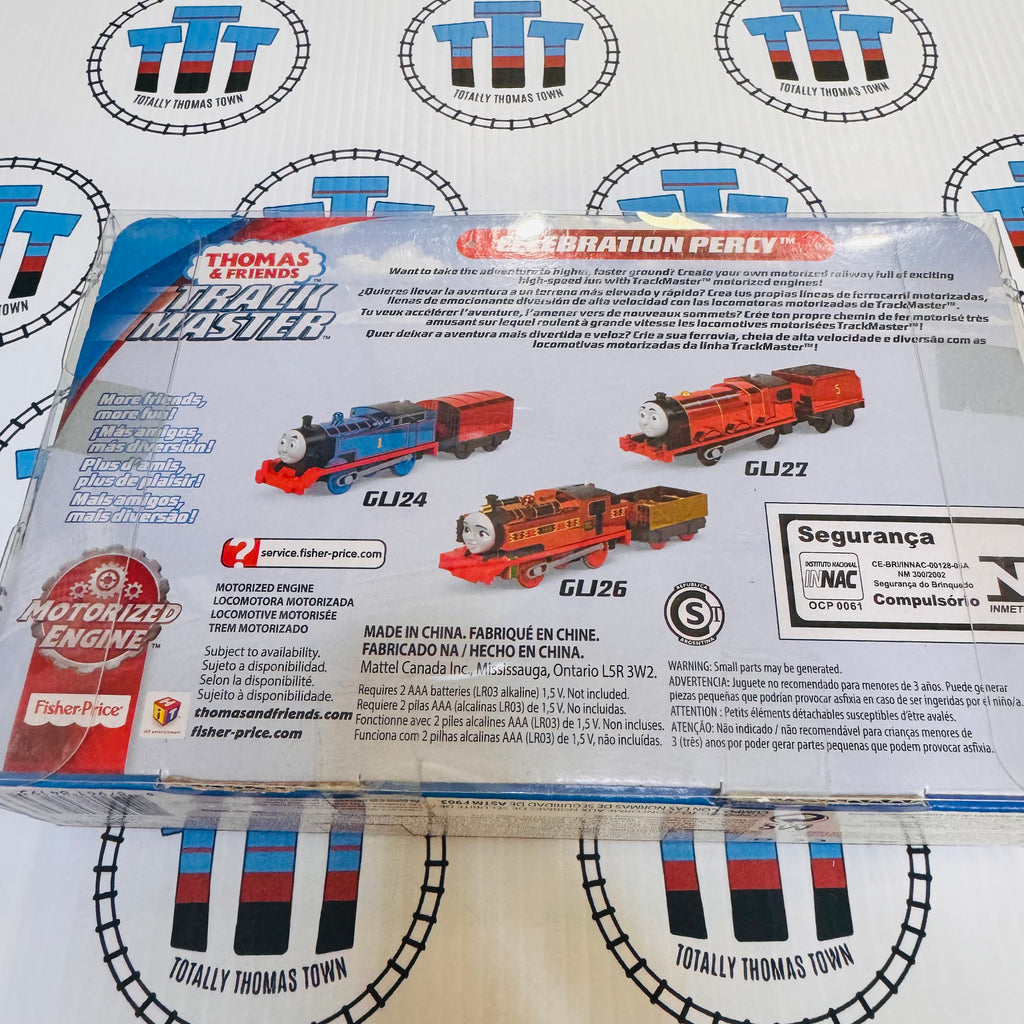 TOTALLY THOMAS TOWN
TOTALLY THOMAS TOWN
TOTALLY THOMAS TOWN
THOMAS
& FRIENDS™
TRACK
MASTER™
CELEBRATION PERCY™
Want to take the adventure to higher, faster ground? Create your own motorized railway full of exciting
high-speed fun with TrackMaster™ motorized engines!
¿Quieres llevar la aventura a un terreno más elevado y rápido? Crea tus propias líneas de ferrocarril motorizadas,
llenas de emocionante diversión de alta velocidad con las locomotoras motorizadas de TrackMaster™.
Tu veux accélérer l'aventure, l'amener vers de nouveaux sommets? Crée ton propre chemin de fer motorisé très
amusant sur lequel roulent à grande vitesse les locomotives motorisées TrackMaster™!
Quer deixar a aventura mais divertida e veloz? Crie a sua ferrovia, cheia de alta velocidade e diversão com as
locomotivas motorizadas da linha TrackMaster™!
More friends,
more fun!
¡Más amigos,
más diversión!
Plus d'amis,
plus de plaisir!
Mais amigos,
mais diversão!
1
5
GLJ24
GLJ27
GLJ26
? service.fisher-price.com
MOTORIZED
ENGINE™
MOTORIZED ENGINE
LOCOMOTORA MOTORIZADA
LOCOMOTIVE MOTORISÉE
TREM MOTORIZADO
Subject to availability.
Sujeto a disponibilidad.
Selon la disponibilité.
Sujeito à disponibilidade.
thomasandfriends.com
fisher-price.com
Fisher-Price
HiT entertainment
MADE IN CHINA. FABRIQUÉ EN CHINE.
FABRICADO NA / HECHO EN CHINA.
Mattel Canada Inc., Mississauga, Ontario L5R 3W2.
Requires 2 AAA batteries (LR03 alkaline) 1,5 V. Not included.
Requiere 2 pilas AAA (alcalinas LR03) de 1,5 V. No incluidas.
Fonctionne avec 2 piles alcalines AAA (LR03) de 1,5 V. Non incluses.
Funciona com 2 pilhas alcalinas AAA (LR03) de 1,5 V, não incluídas.
REPUBLICA
S
ARGENTINA
Segurança
INSTITUTO NACIONAL
INNAC
OCP 0061
CE-BRI/INNAC-00128-06A
NM 300/2002
Segurança do Brinquedo
Compulsório
INMET
WARNING: Small parts may be generated.
ADVERTENCIA: Juguete no recomendado para menores de 3 años. Puede generar
piezas pequeñas que podrían provocar asfixia en caso de ser ingeridas por el niño/a.
ATTENTION : Petits éléments détachables susceptibles d'être avalés.
ATENÇÃO: Não indicado / não recomendável para crianças menores de
3 (três) anos por poder gerar partes pequenas que podem provocar asfixia.
TOTALLY THOMAS TOWN
TOTALLY THOMAS TOWN